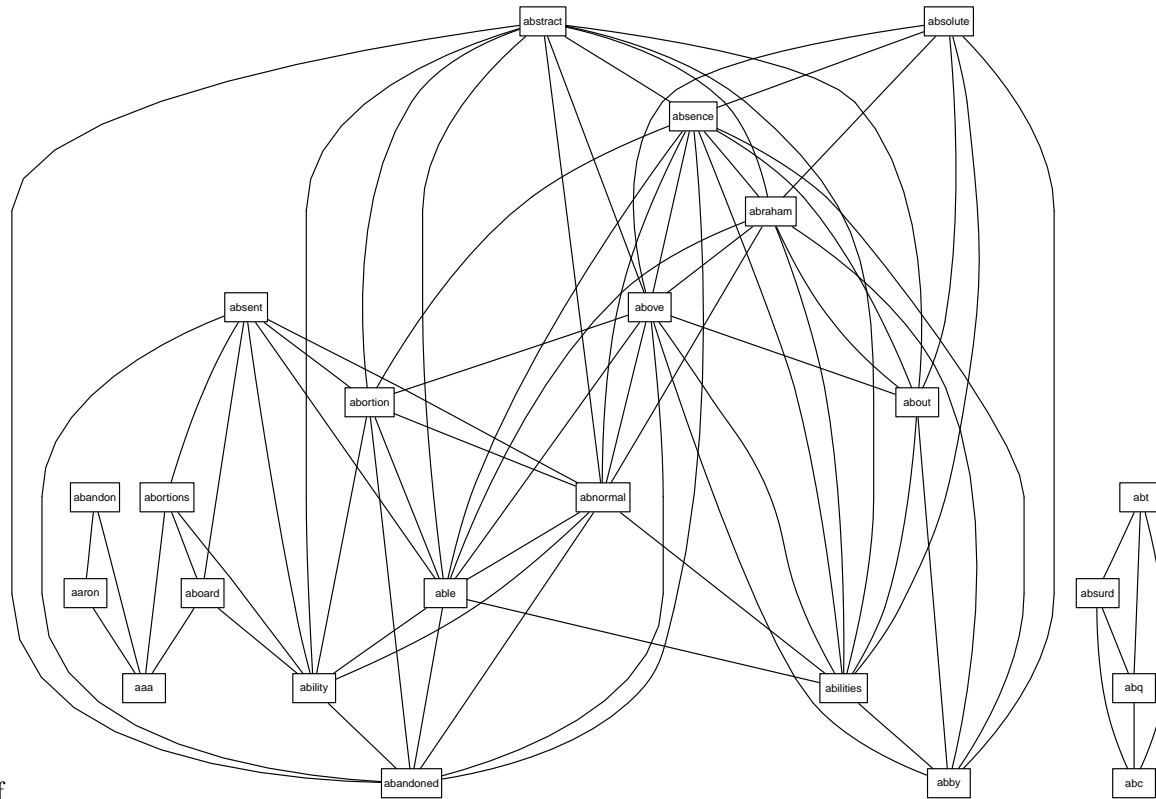 abstract
absolute
absence
abraham
absent
above
abortion
about
abandon
abortions
abnormal
abt
aaron
aboard
able
absurd
aaa
ability
abilities
abq
abandoned
abby
abc
f